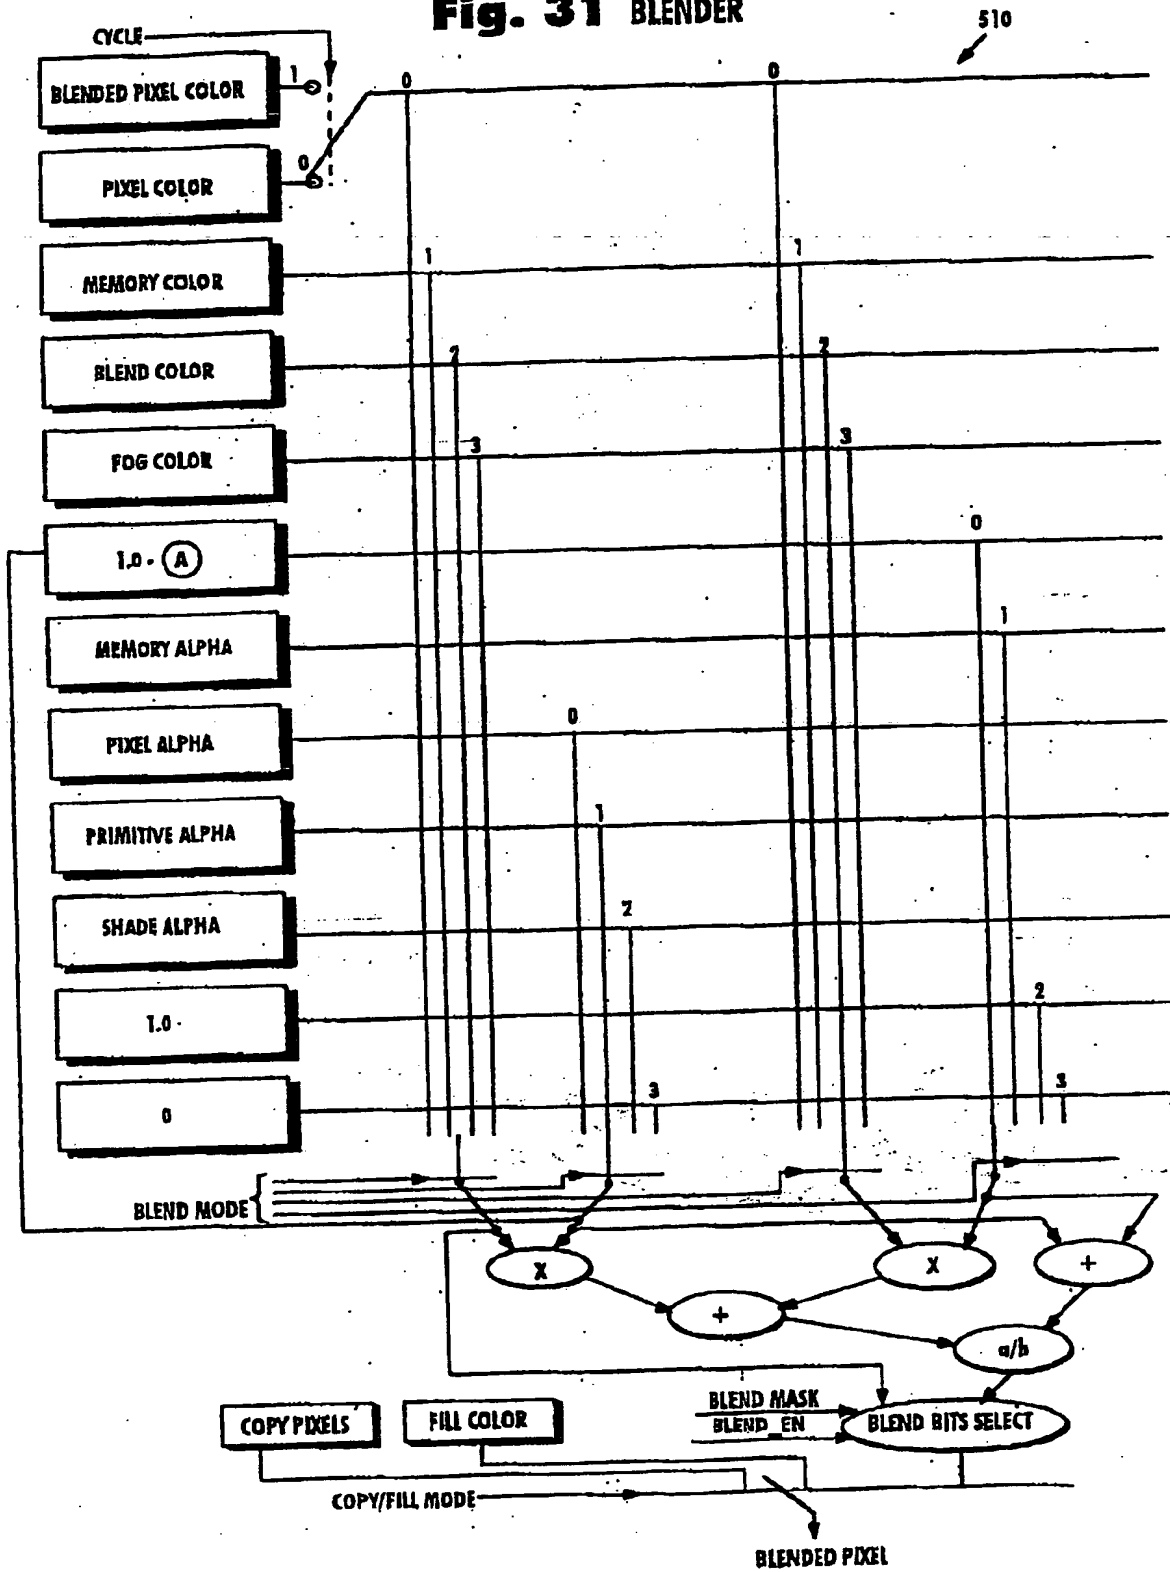 Fig. 31 BLENDER
510
CYCLE
BLENDED PIXEL COLOR
1
0
0
0
PIXEL COLOR
MEMORY COLOR
1
1
BLEND COLOR
2
2
FOG COLOR
3
3
1.0 - A
0
MEMORY ALPHA
1
PIXEL ALPHA
0
PRIMITIVE ALPHA
1
SHADE ALPHA
2
1.0
2
0
3
3
BLEND MODE
X
X
+
+
a/b
BLEND MASK
BLEND_EN
BLEND BITS SELECT
COPY PIXELS
FILL COLOR
COPY/FILL MODE
BLENDED PIXEL